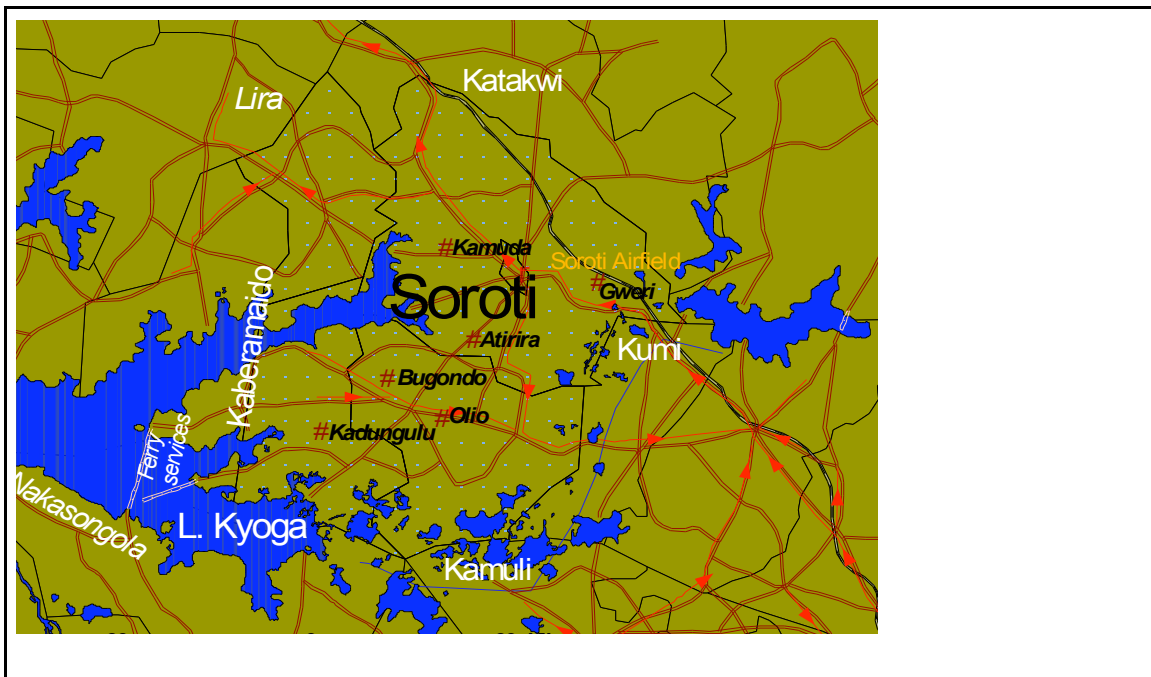 Katakwi
Lira
#Kamuda
Soroti Airfield
Soroti
#
Gweri
Kaberamaido
#Atirira
Kumi
#Bugondo
#Olio
#Kadungulu
Ferry
services
Nakasongola
L. Kyoga
Kamuli